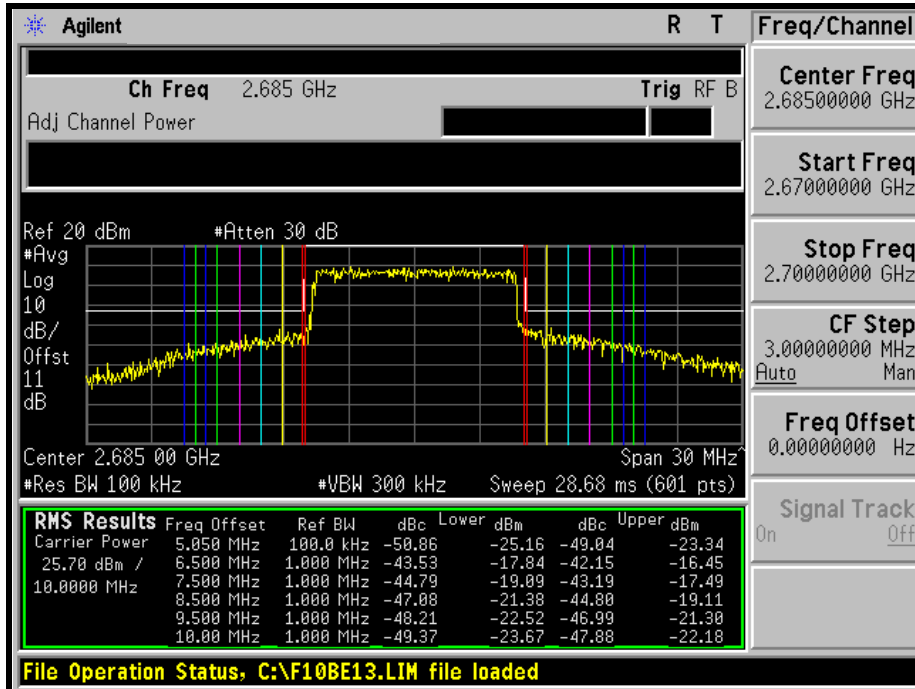 Agilent R T
Ch Freq 2.685 GHz Trig RF B
Adj Channel Power
Ref 20 dBm #Atten 30 dB
#Avg
Log
10
dB/
Offst
11
dB
Center 2.685 00 GHz Span 30 MHz^
#Res BW 100 kHz #VBW 300 kHz Sweep 28.68 ms (601 pts)
RMS Results Freq Offset Ref BW dBc Lower dBm dBc Upper dBm
Carrier Power 5.050 MHz 100.0 kHz -50.86 -25.16 -49.04 -23.34
25.70 dBm / 6.500 MHz 1.000 MHz -43.53 -17.84 -42.15 -16.45
10.0000 MHz 7.500 MHz 1.000 MHz -44.79 -19.09 -43.19 -17.49
8.500 MHz 1.000 MHz -47.08 -21.38 -44.80 -19.11
9.500 MHz 1.000 MHz -48.21 -22.52 -46.99 -21.30
10.00 MHz 1.000 MHz -49.37 -23.67 -47.88 -22.18
File Operation Status, C:\F10BE13.LIM file loaded
Freq/Channel
Center Freq
2.68500000 GHz
Start Freq
2.67000000 GHz
Stop Freq
2.70000000 GHz
CF Step
3.00000000 MHz
Auto Man
Freq Offset
0.00000000 Hz
Signal Track
On Off